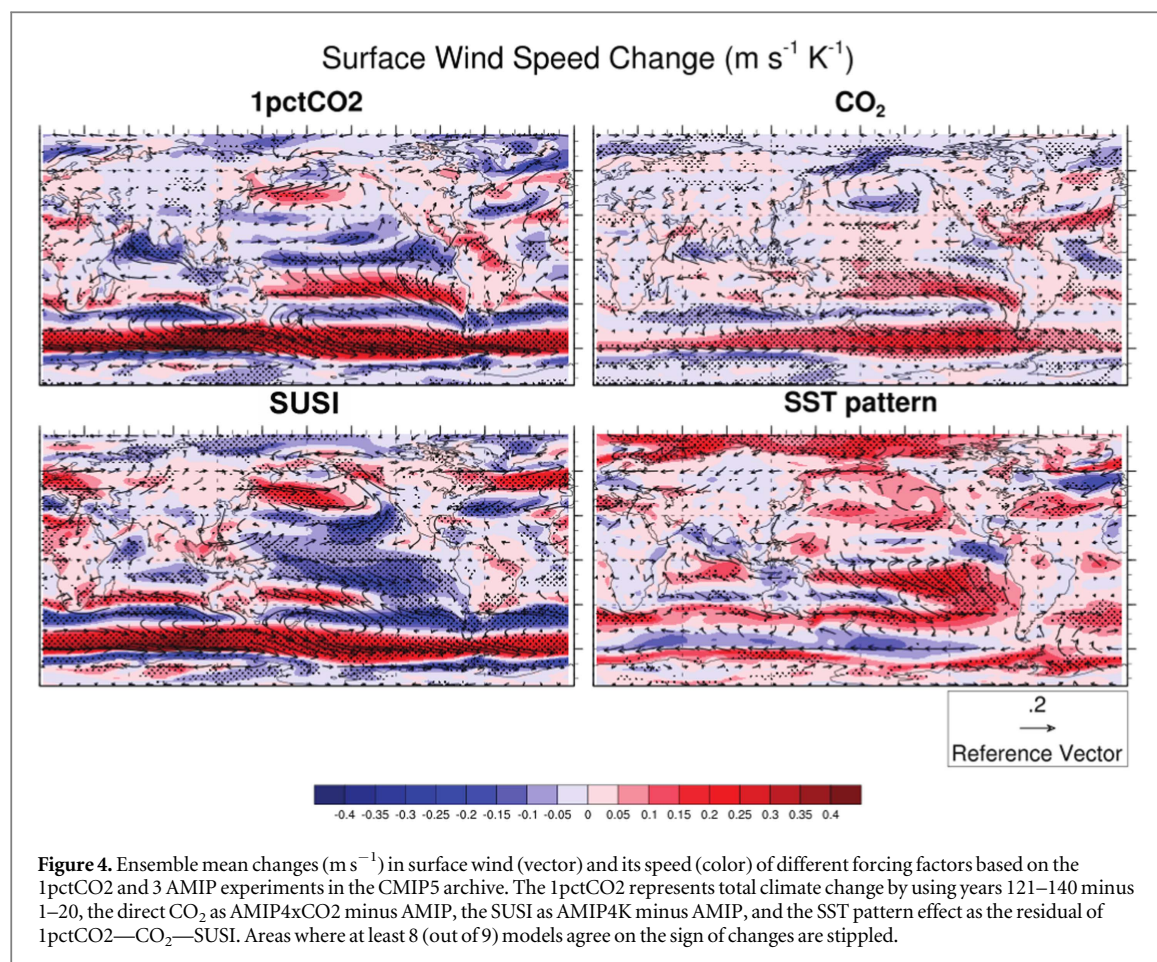 Surface Wind Speed Change (m s⁻¹ K⁻¹)
1pctCO2
CO₂
SUSI
SST pattern
.2
Reference Vector
-0.4 -0.35 -0.3 -0.25 -0.2 -0.15 -0.1 -0.05 0 0.05 0.1 0.15 0.2 0.25 0.3 0.35 0.4
Figure 4. Ensemble mean changes (m s⁻¹) in surface wind (vector) and its speed (color) of different forcing factors based on the
1pctCO2 and 3 AMIP experiments in the CMIP5 archive. The 1pctCO2 represents total climate change by using years 121–140 minus
1–20, the direct CO₂ as AMIP4xCO2 minus AMIP, the SUSI as AMIP4K minus AMIP, and the SST pattern effect as the residual of
1pctCO2—CO₂—SUSI. Areas where at least 8 (out of 9) models agree on the sign of changes are stippled.